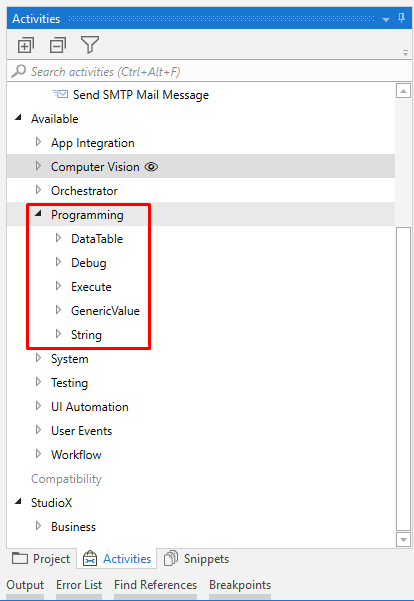 Activities
Search activities (Ctrl+Alt+F)
Send SMTP Mail Message
Available
App Integration
Computer Vision
Orchestrator
Programming
DataTable
Debug
Execute
GenericValue
String
System
Testing
UI Automation
User Events
Workflow
Compatibility
StudioX
Business
Project Activities Snippets
Output Error List Find References Breakpoints